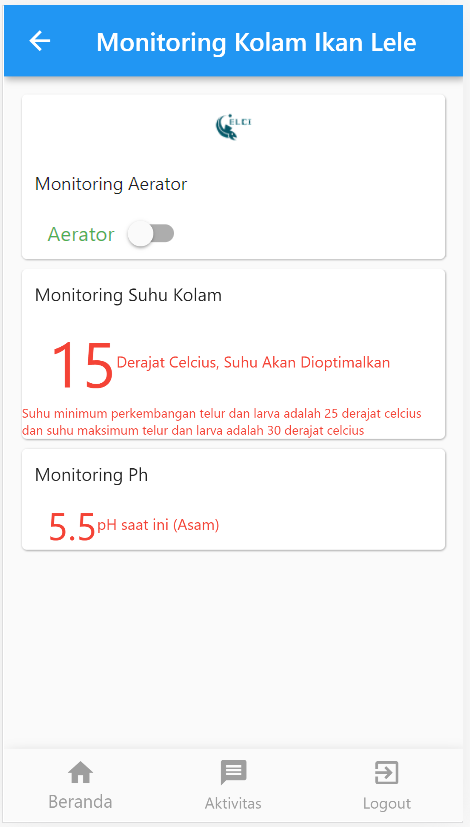 Monitoring Kolam Ikan Lele
ELCI
Monitoring Aerator
Aerator
Monitoring Suhu Kolam
15 Derajat Celcius, Suhu Akan Dioptimalkan
Suhu minimum perkembangan telur dan larva adalah 25 derajat celcius
dan suhu maksimum telur dan larva adalah 30 derajat celcius
Monitoring Ph
5.5 pH saat ini (Asam)
Beranda
Aktivitas
Logout